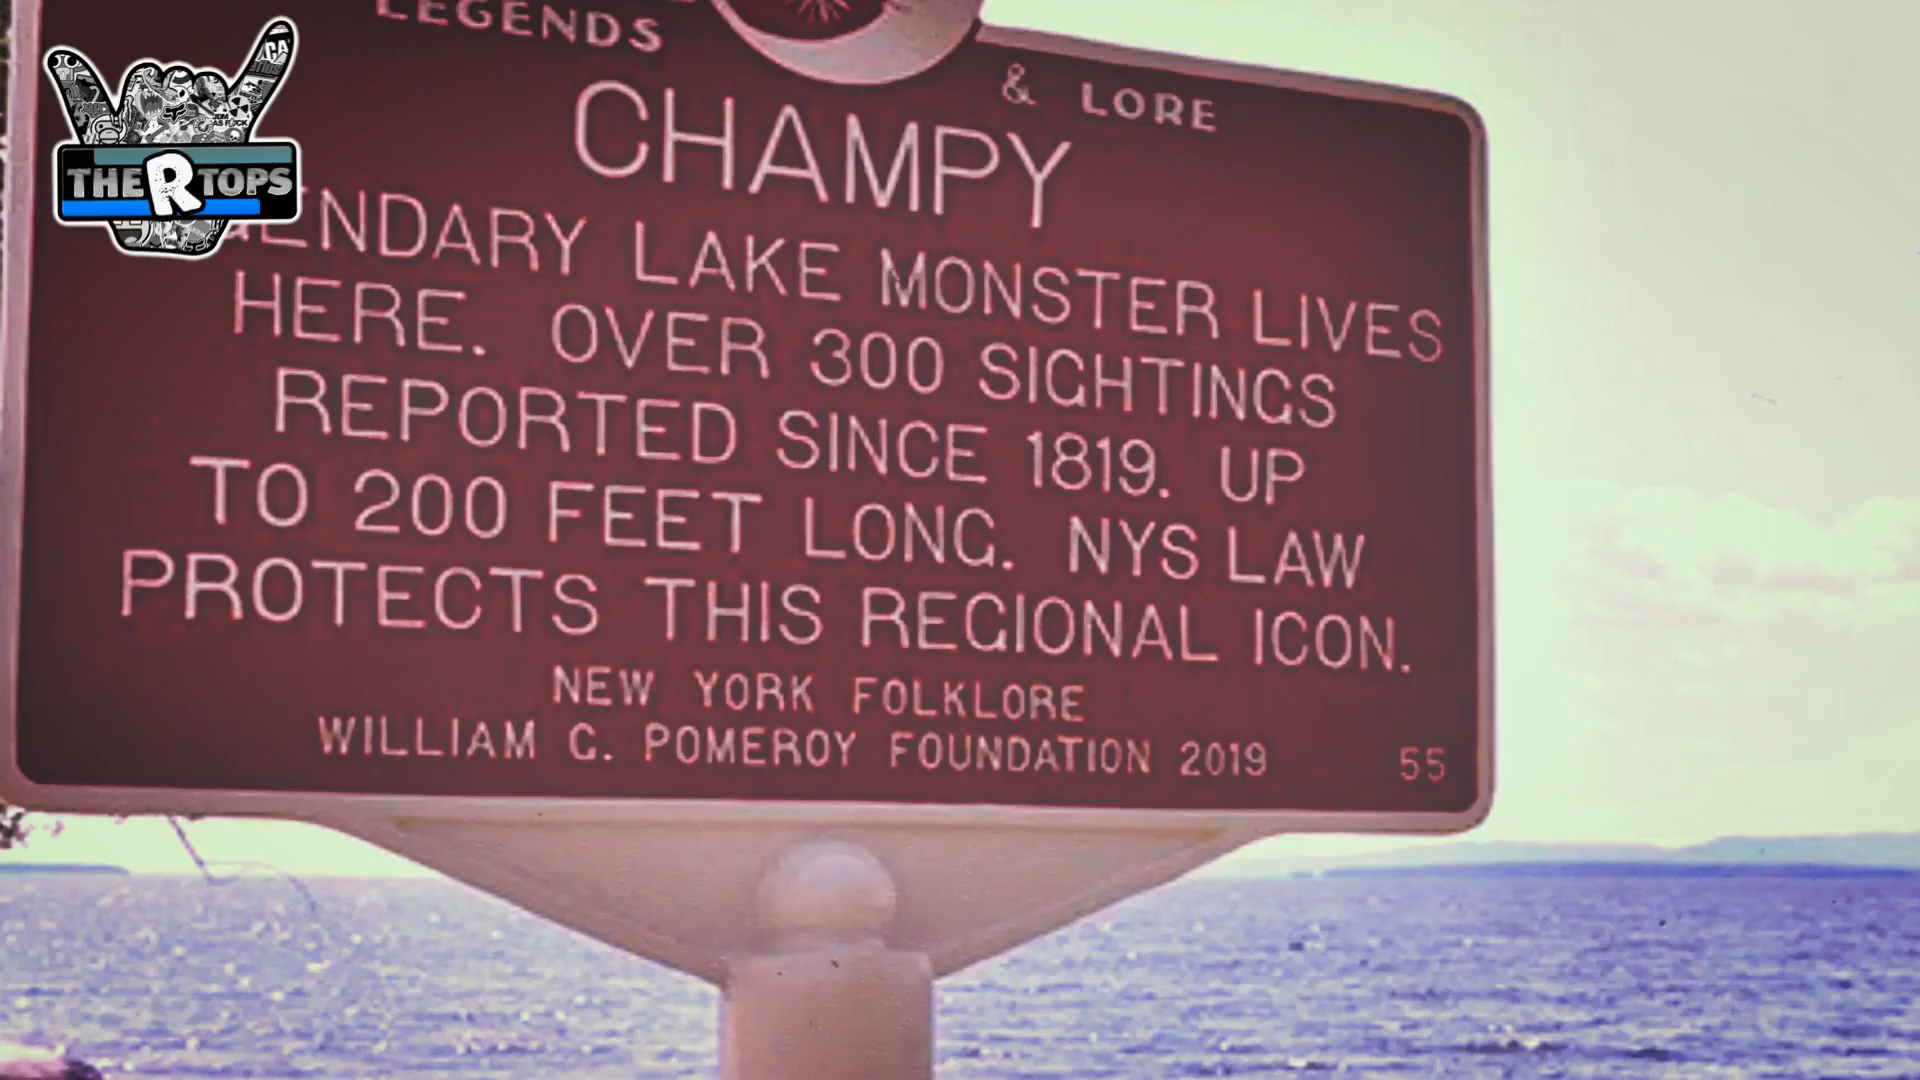 LEGENDS & LORE
CHAMPY
LAKE MONSTER LIVES
HERE. OVER 300 SIGHTINGS
REPORTED SINCE 1819. UP
TO 200 FEET LONG. NYS LAW
PROTECTS THIS REGIONAL ICON.
NEW YORK FOLKLORE
WILLIAM G. POMEROY FOUNDATION 2019 55
THE R TOPS